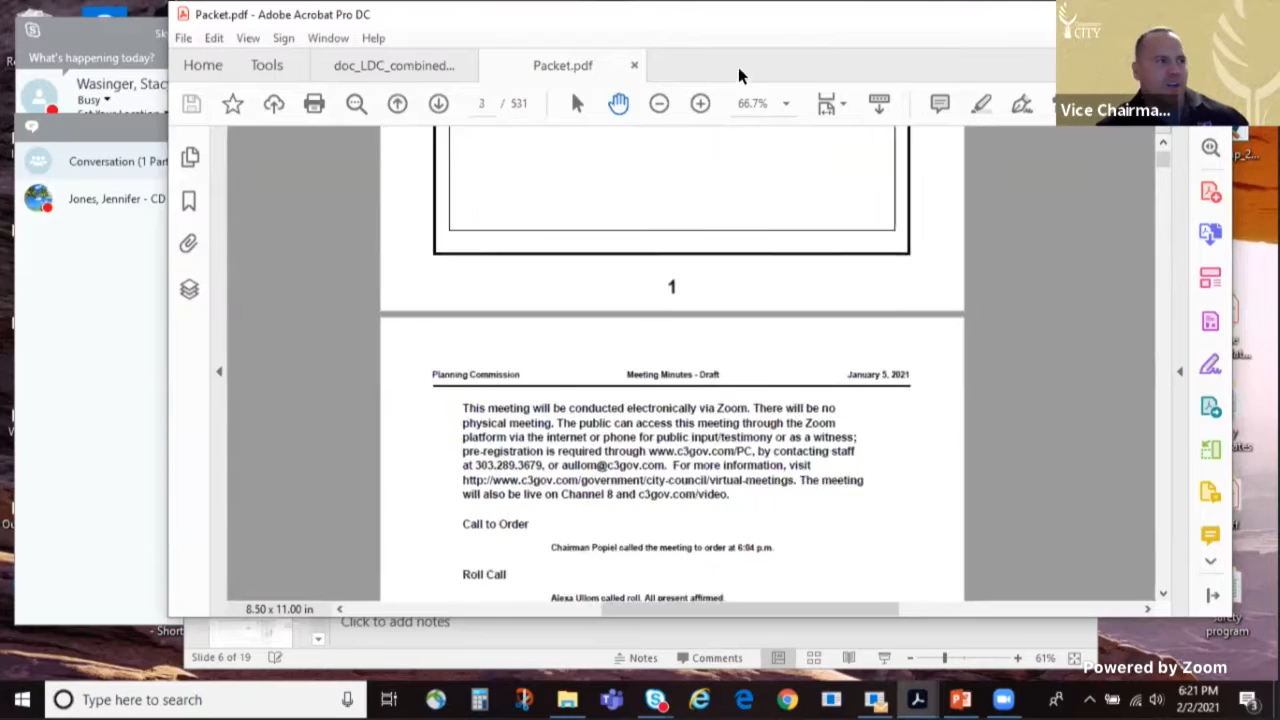 Packet.pdf - Adobe Acrobat Pro DC
File Edit View Sign Window Help
Home Tools doc_LDC_combined... Packet.pdf ×
3 / 531 66.7%
CITY
Vice Chairma...
What's happening today?
Wasinger, Stac
Busy
Conversation (1 Part
Jones, Jennifer - CD
1
Planning Commission Meeting Minutes - Draft January 5, 2021
This meeting will be conducted electronically via Zoom. There will be no
physical meeting. The public can access this meeting through the Zoom
platform via the internet or phone for public input/testimony or as a witness;
pre-registration is required through www.c3gov.com/PC, by contacting staff
at 303.289.3679, or aullom@c3gov.com. For more information, visit
http://www.c3gov.com/government/city-council/virtual-meetings. The meeting
will also be live on Channel 8 and c3gov.com/video.
Call to Order
Chairman Popiel called the meeting to order at 6:04 p.m.
Roll Call
Alexa Ullom called roll. All present affirmed.
8.50 x 11.00 in
Click to add notes
- Short
safety
program
Slide 6 of 19 Notes Comments 61%
Powered by Zoom
Type here to search
6:21 PM
2/2/2021
3